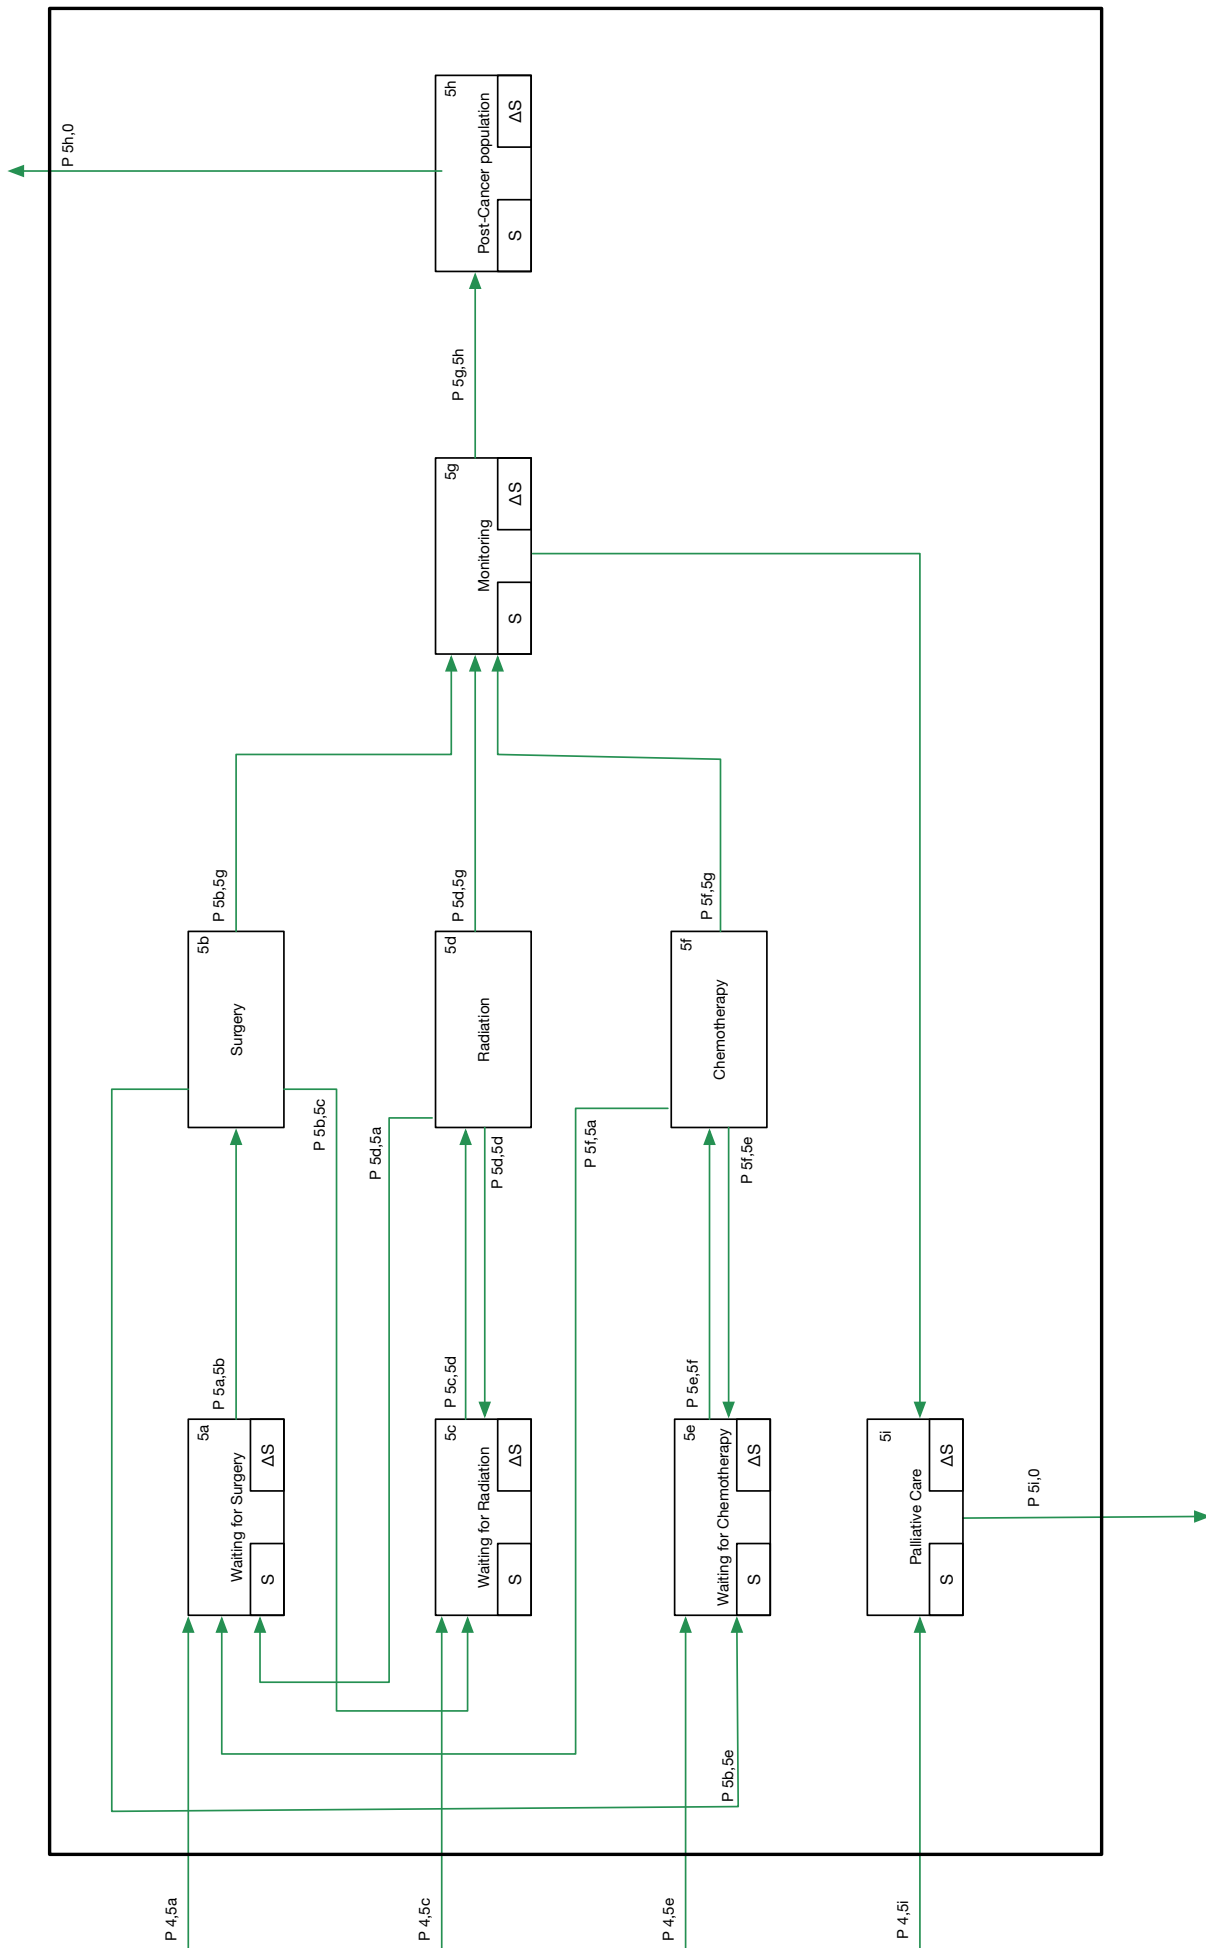 P 4,5a
5a
Waiting for Surgery
S
ΔS
P 5a,5b
5b
Surgery
P 5b,5g
P 5b,5c
P 5d,5a
P 4,5c
5c
Waiting for Radiation
S
ΔS
P 5c,5d
P 5d,5d
5d
Radiation
P 5d,5g
5g
Monitoring
S
ΔS
P 5g,5h
5h
Post-Cancer population
S
ΔS
P 5h,0
P 5f,5a
P 4,5e
P 5b,5e
5e
Waiting for Chemotherapy
S
ΔS
P 5e,5f
P 5f,5e
5f
Chemotherapy
P 5f,5g
P 4,5i
5i
Palliative Care
S
ΔS
P 5i,0